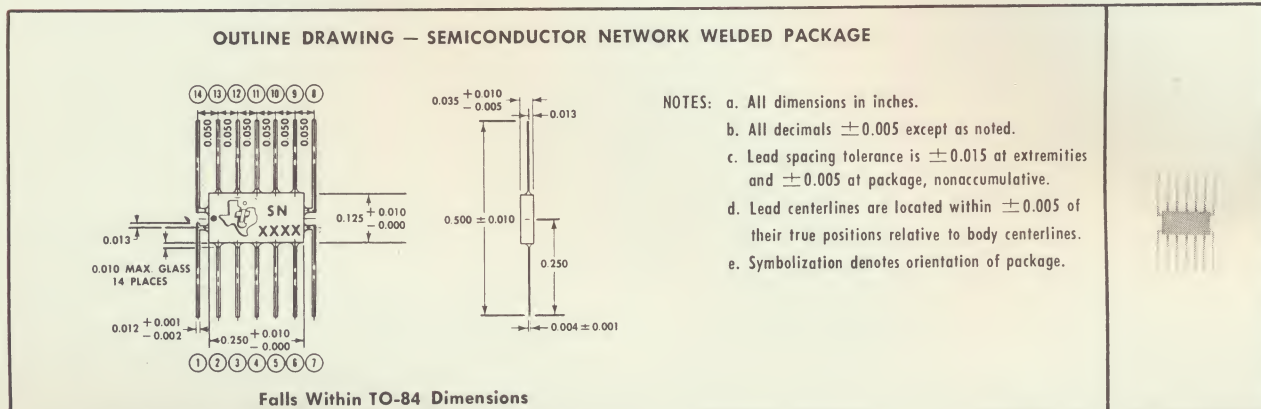 OUTLINE DRAWING — SEMICONDUCTOR NETWORK WELDED PACKAGE
14 13 12 11 10 9 8
0.050 0.050 0.050 0.050 0.050 0.050
SN
XXXX
0.125 + 0.010
- 0.000
0.013
0.010 MAX. GLASS
14 PLACES
0.012 + 0.001
- 0.002
0.250 + 0.010
- 0.000
1 2 3 4 5 6 7
Falls Within TO-84 Dimensions
0.035 + 0.010
- 0.005
0.013
0.500 ± 0.010
0.250
0.004 ± 0.001
NOTES: a. All dimensions in inches.
b. All decimals ±0.005 except as noted.
c. Lead spacing tolerance is ±0.015 at extremities
and ±0.005 at package, nonaccumulative.
d. Lead centerlines are located within ±0.005 of
their true positions relative to body centerlines.
e. Symbolization denotes orientation of package.